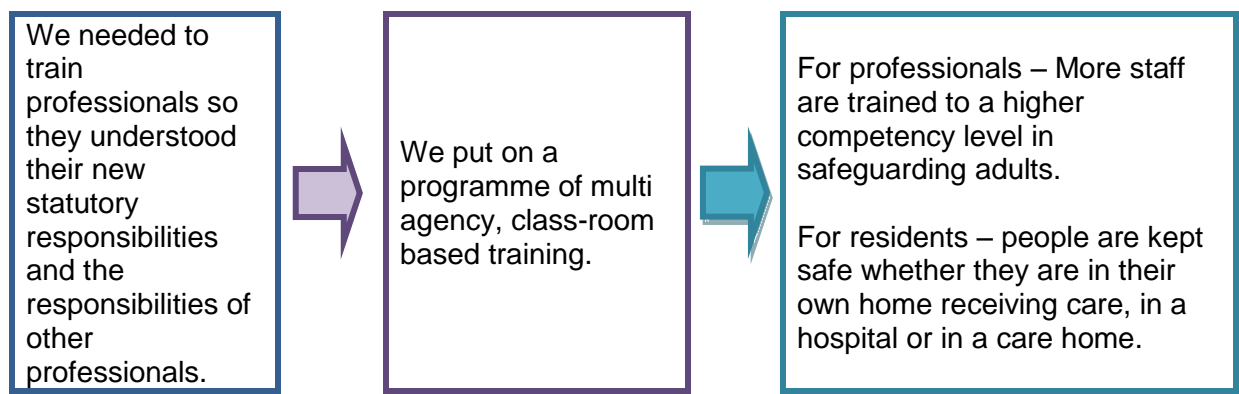 We needed to
train
professionals so
they understood
their new
statutory
responsibilities
and the
responsibilities of
other
professionals.
We put on a
programme of multi
agency, class-room
based training.
For professionals – More staff
are trained to a higher
competency level in
safeguarding adults.
For residents – people are kept
safe whether they are in their
own home receiving care, in a
hospital or in a care home.